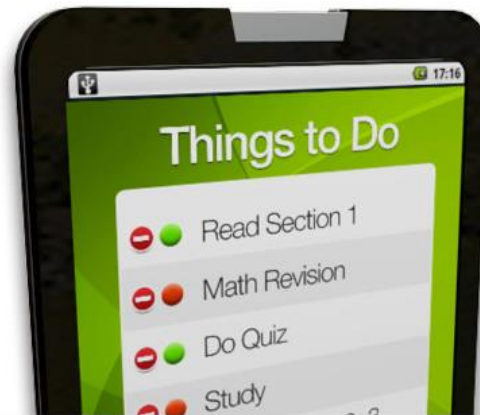 17:16
Things to Do
Read Section 1
Math Revision
Do Quiz
Study